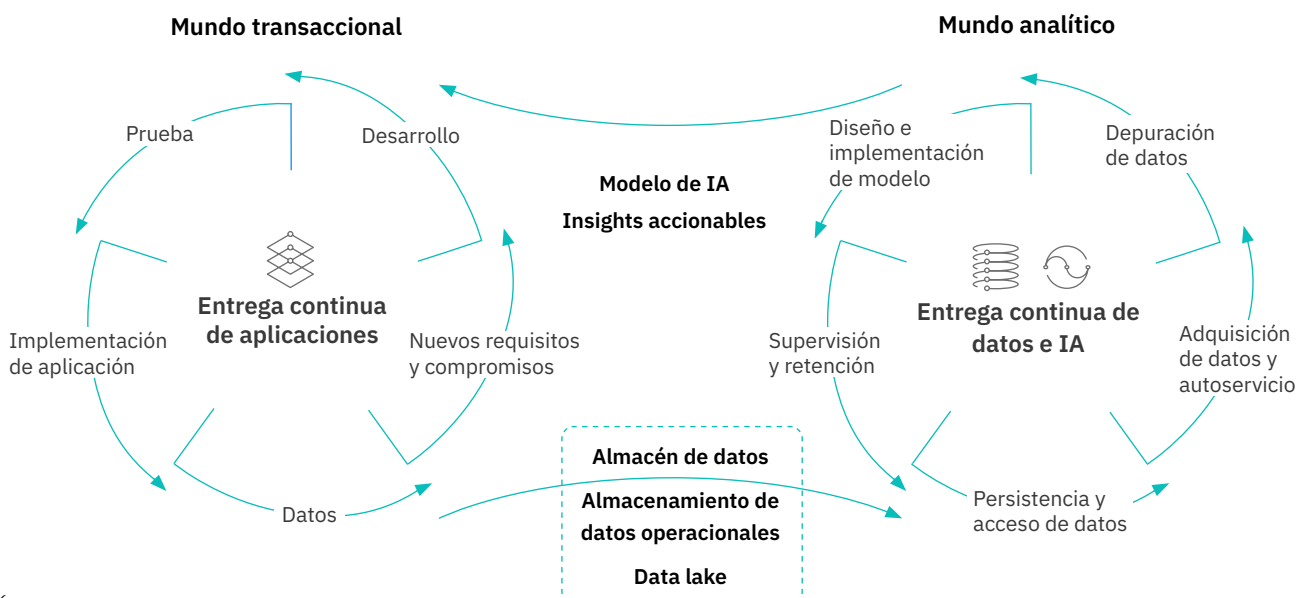 Mundo transaccional
Mundo analítico
Prueba
Desarrollo
Implementación
de aplicación
Entrega continua
de aplicaciones
Nuevos requisitos
y compromisos
Datos
Modelo de IA
Insights accionables
Diseño e
implementación
de modelo
Depuración
de datos
Supervisión
y retención
Entrega continua de
datos e IA
Adquisición
de datos y
autoservicio
Persistencia y
acceso de datos
Almacén de datos
Almacenamiento de
datos operacionales
Data lake